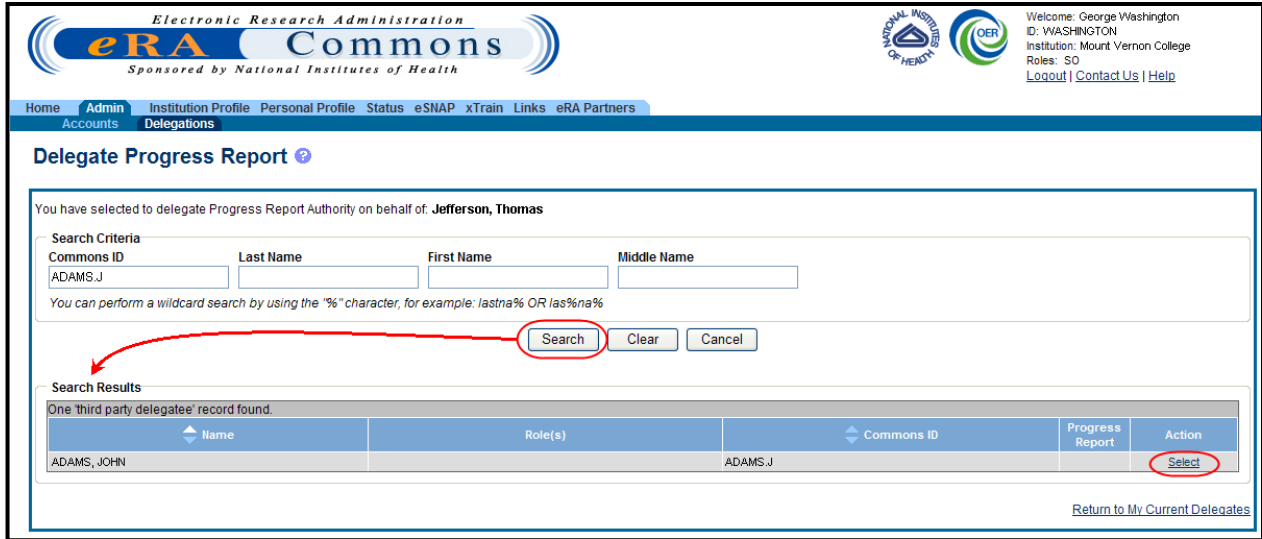 Electronic Research Administration
eRA Commons
Sponsored by National Institutes of Health
NATIONAL INSTITUTES OF HEALTH
OER
Welcome: George Washington
ID: WASHINGTON
Institution: Mount Vernon College
Roles: SO
Logout | Contact Us | Help
Home Admin Institution Profile Personal Profile Status eSNAP xTrain Links eRA Partners
Accounts Delegations
Delegate Progress Report ?
You have selected to delegate Progress Report Authority on behalf of: Jefferson, Thomas
Search Criteria
Commons ID Last Name First Name Middle Name
ADAMS.J
You can perform a wildcard search by using the "%" character, for example: lastna% OR las%na%
Search Clear Cancel
Search Results
One 'third party delegatee' record found.
Name Role(s) Commons ID Progress Report Action
ADAMS, JOHN ADAMS.J Select
Return to My Current Delegates